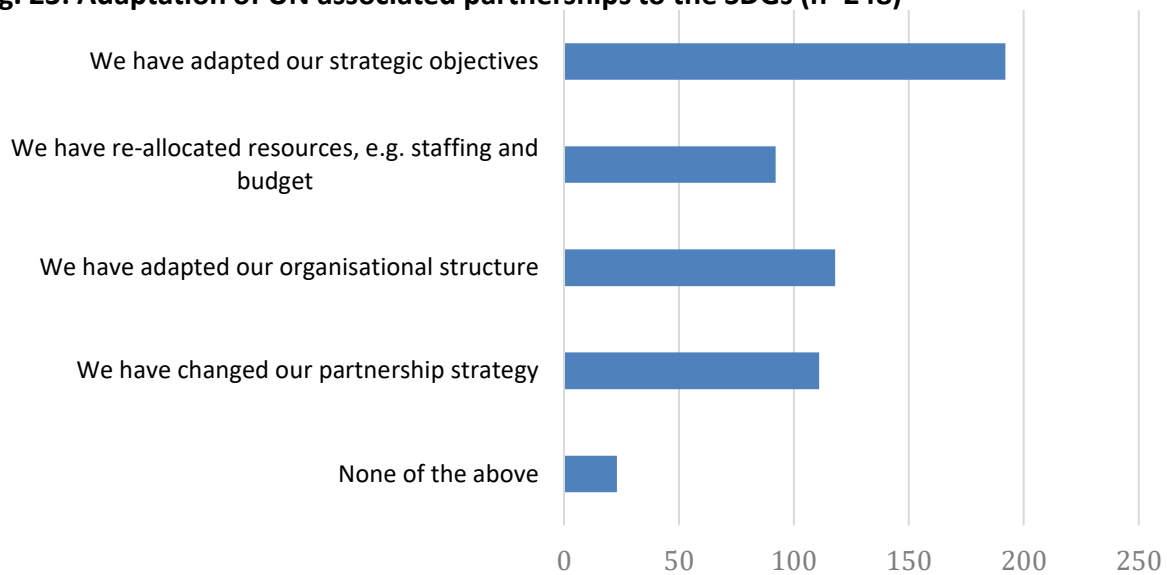 g. 25: Adaptation of UN associated partnerships to the SDGs (n=248)
We have adapted our strategic objectives
We have re-allocated resources, e.g. staffing and
budget
We have adapted our organisational structure
We have changed our partnership strategy
None of the above
0 50 100 150 200 250